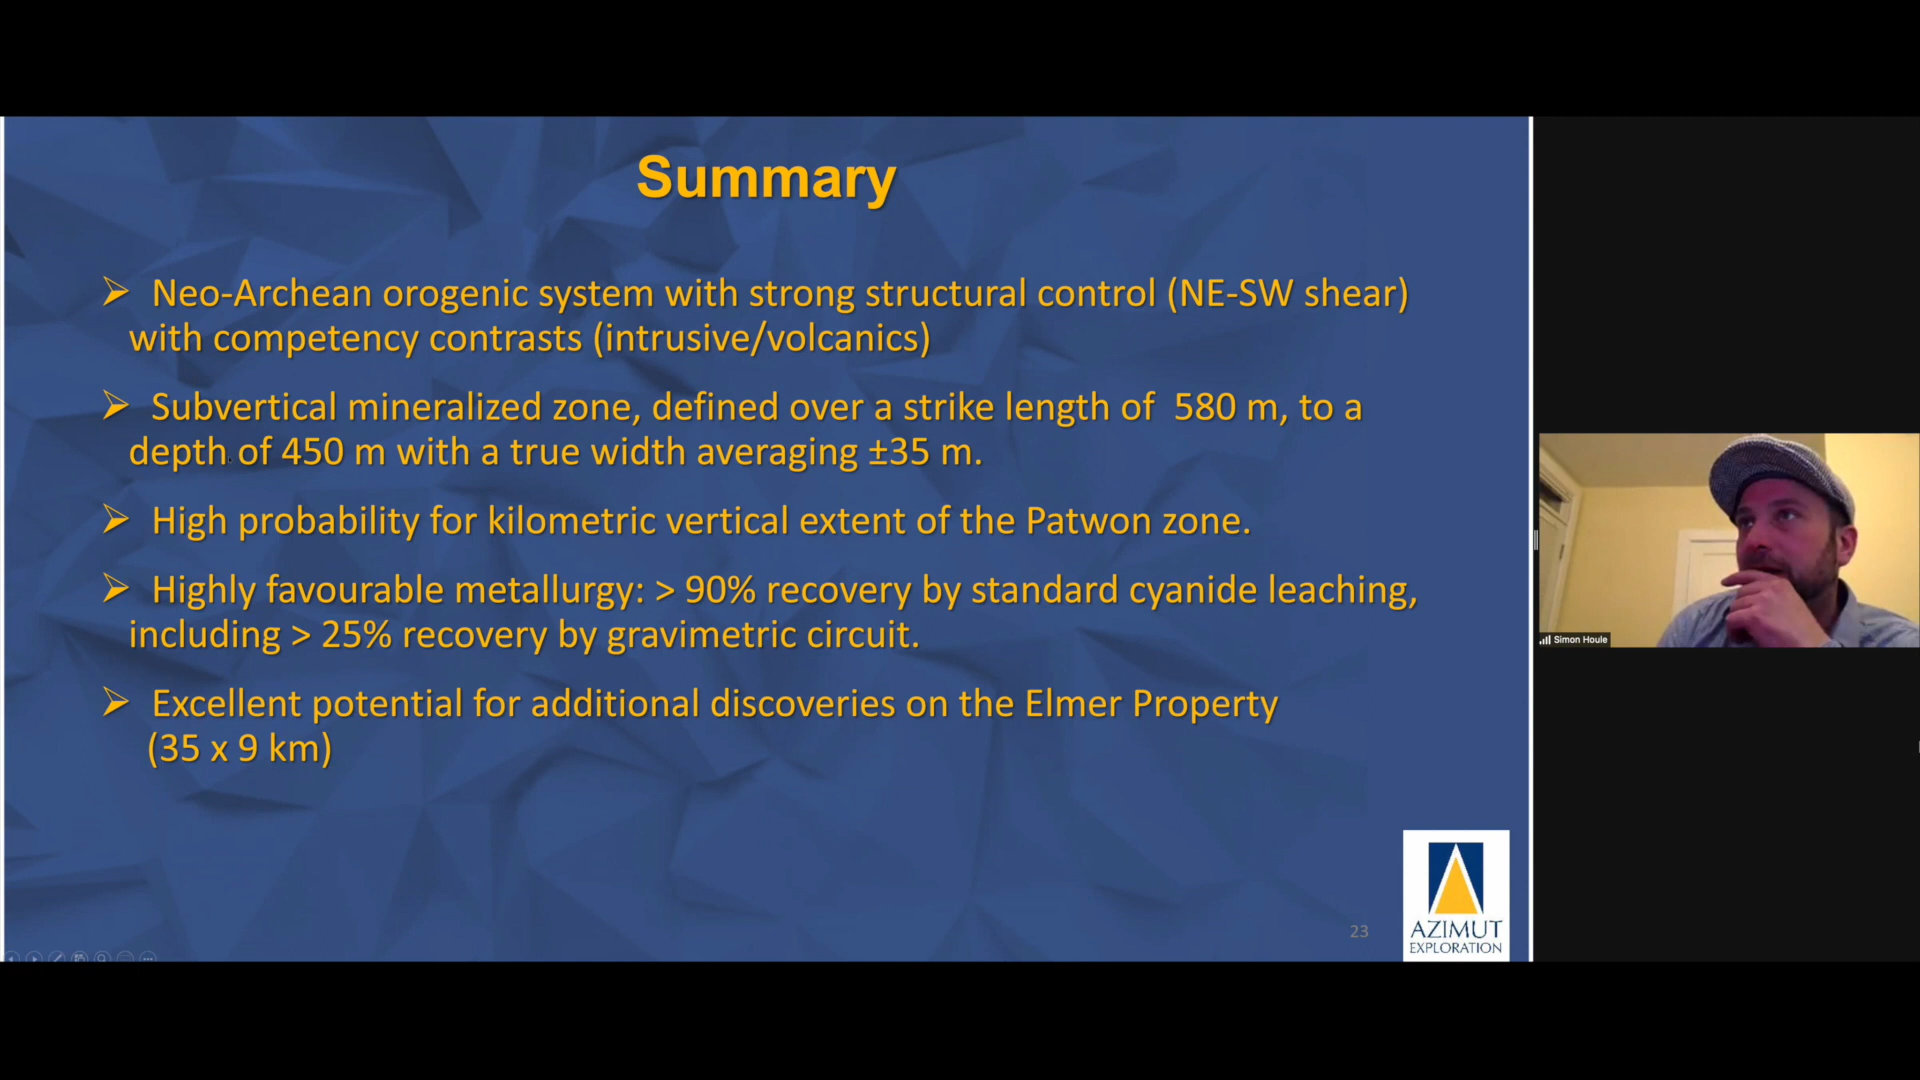 Summary
➢ Neo-Archean orogenic system with strong structural control (NE-SW shear)
with competency contrasts (intrusive/volcanics)
➢ Subvertical mineralized zone, defined over a strike length of 580 m, to a
depth of 450 m with a true width averaging ±35 m.
➢ High probability for kilometric vertical extent of the Patwon zone.
➢ Highly favourable metallurgy: > 90% recovery by standard cyanide leaching,
including > 25% recovery by gravimetric circuit.
➢ Excellent potential for additional discoveries on the Elmer Property
(35 x 9 km)
Simon Houle
23
AZIMUT
EXPLORATION